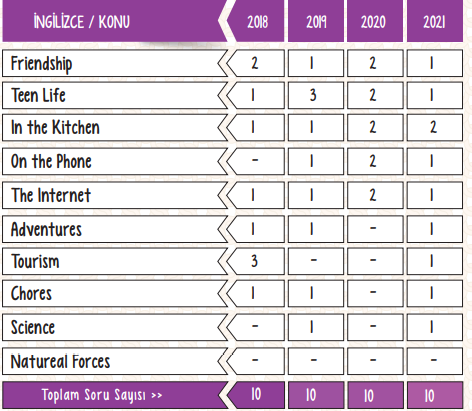 İNGİLİZCE / KONU 2018 2019 2020 2021
Friendship 2 1 2 1
Teen Life 1 3 2 1
In the Kitchen 1 1 2 2
On the Phone - 1 2 1
The Internet 1 1 2 1
Adventures 1 1 - 1
Tourism 3 - - 1
Chores 1 1 - 1
Science - 1 - 1
Natureal Forces - - - -
Toplam Soru Sayısı >> 10 10 10 10